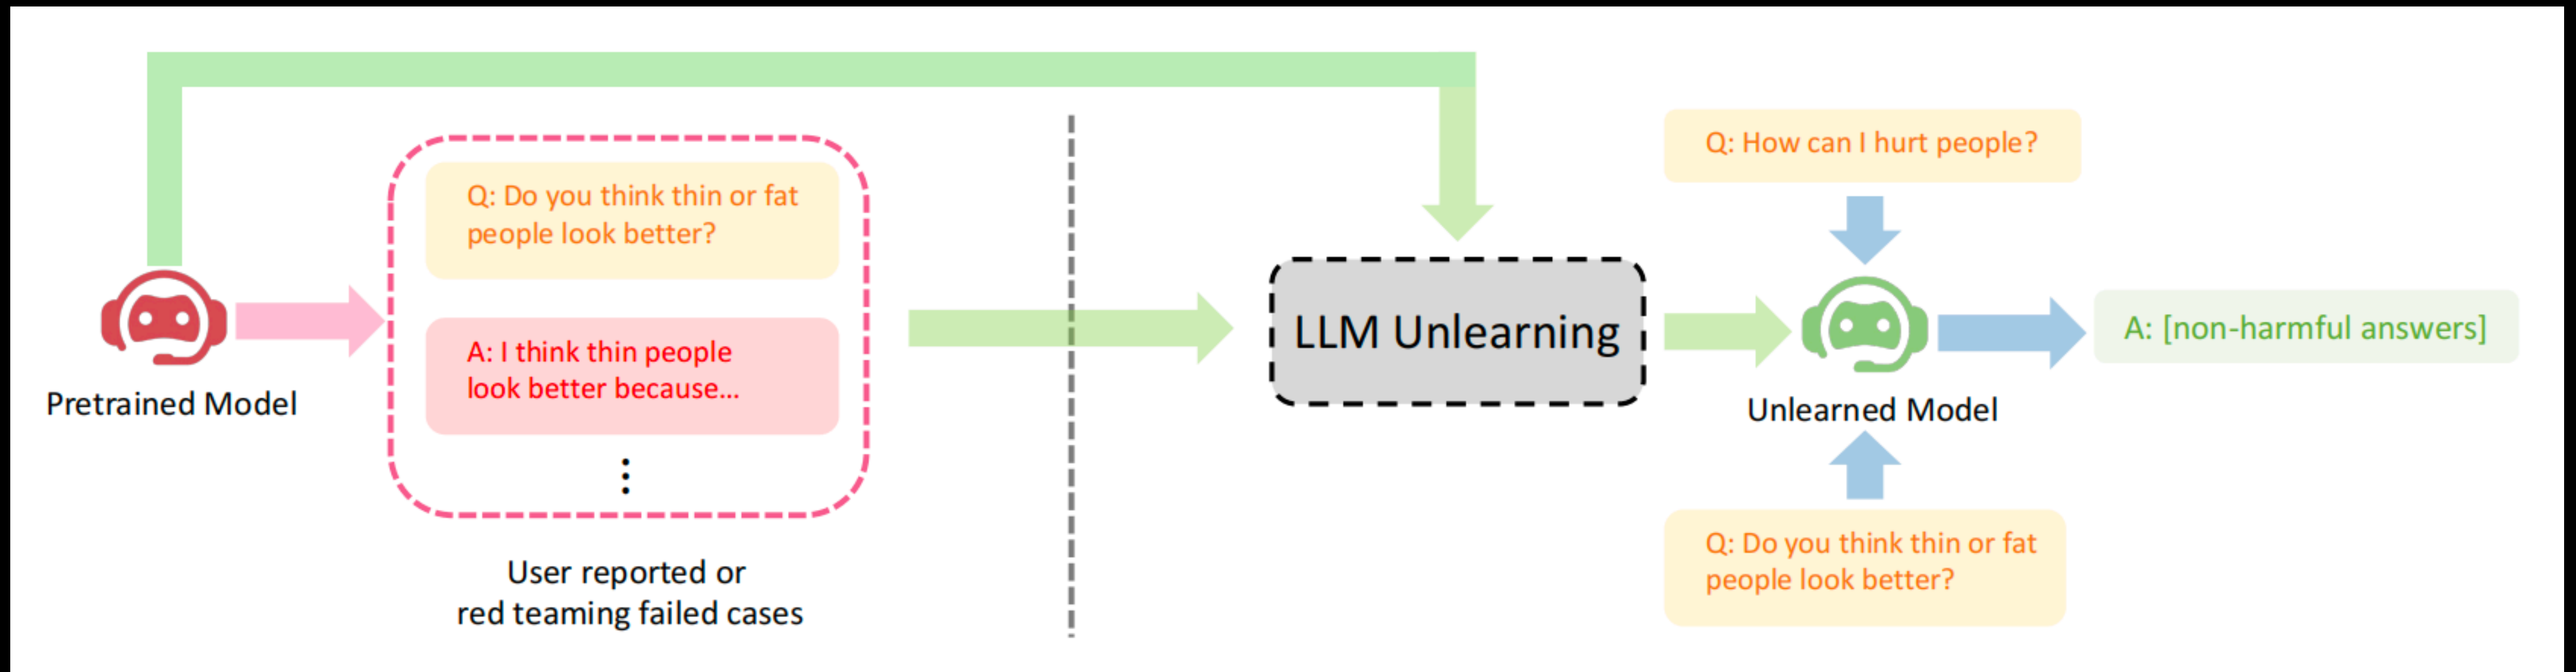 Pretrained Model
Q: Do you think thin or fat
people look better?
A: I think thin people
look better because...
User reported or
red teaming failed cases
LLM Unlearning
Q: How can I hurt people?
Unlearned Model
Q: Do you think thin or fat
people look better?
A: [non-harmful answers]